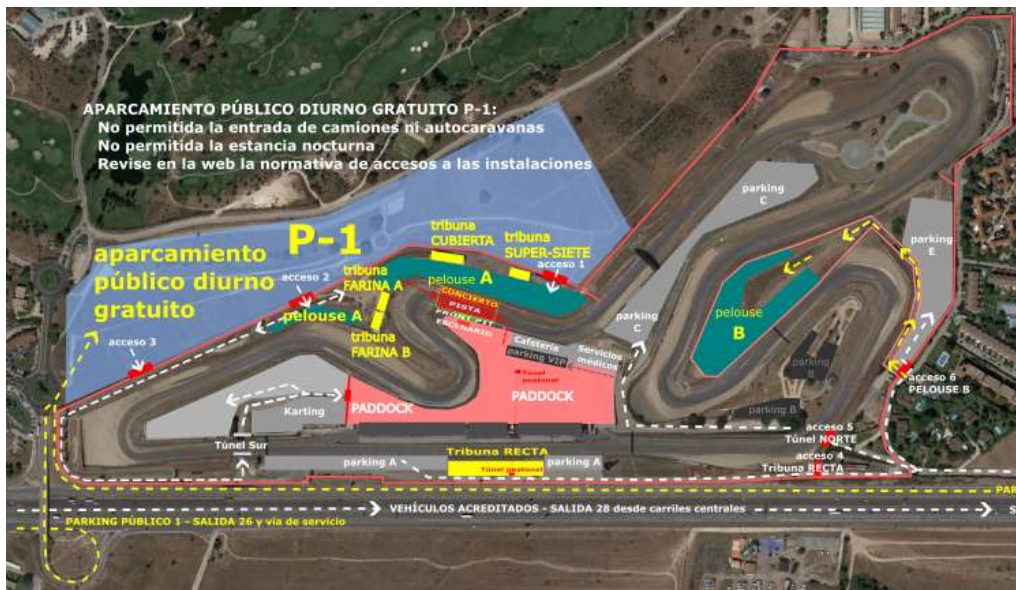 APARCAMIENTO PÚBLICO DIURNO GRATUITO P-1:
No permitida la entrada de camiones ni autocaravanas
No permitida la estancia nocturna
Revise en la web la normativa de accesos a las instalaciones
parking
C
P-1
tribuna
CUBIERTA
tribuna
SUPER-SIETE
aparcamiento
público diurno
gratuito
acceso 2
tribuna
FARINA A
acceso 1
pelouse A
pelouse A
parking
E
CONCIERTO
PISTA
FRONT PIT
ESCENARIO
tribuna
FARINA B
parking
C
pelouse
B
acceso 3
Cafetería
parking VIP
Servicios
médicos
Túnel
peatonal
parking
B
acceso 6
PELOUSE B
PADDOCK
PADDOCK
Karting
parking B
Túnel Sur
acceso 5
Túnel NORTE
Tribuna RECTA
acceso 4
Tribuna RECTA
parking A
Túnel peatonal
parking A
PAR
VEHÍCULOS ACREDITADOS - SALIDA 28 desde carriles centrales
S
PARKING PÚBLICO 1 - SALIDA 26 y vía de servicio